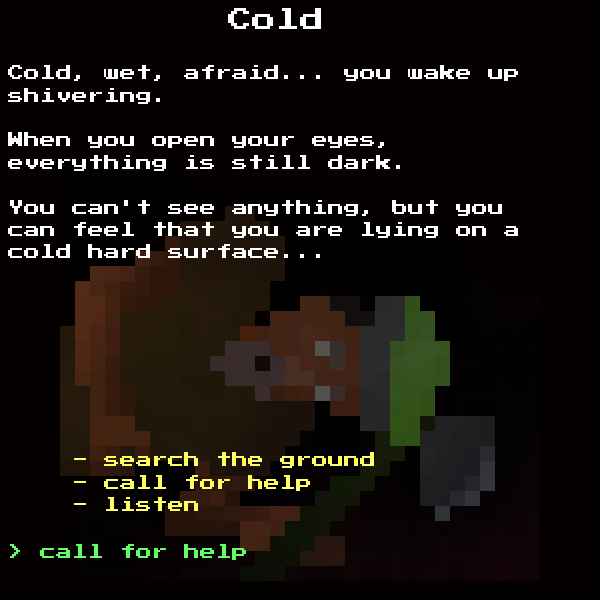 Cold
Cold, wet, afraid... you wake up
shivering.
When you open your eyes,
everything is still dark.
You can't see anything, but you
can feel that you are lying on a
cold hard surface...
- search the ground
- call for help
- listen
> call for help